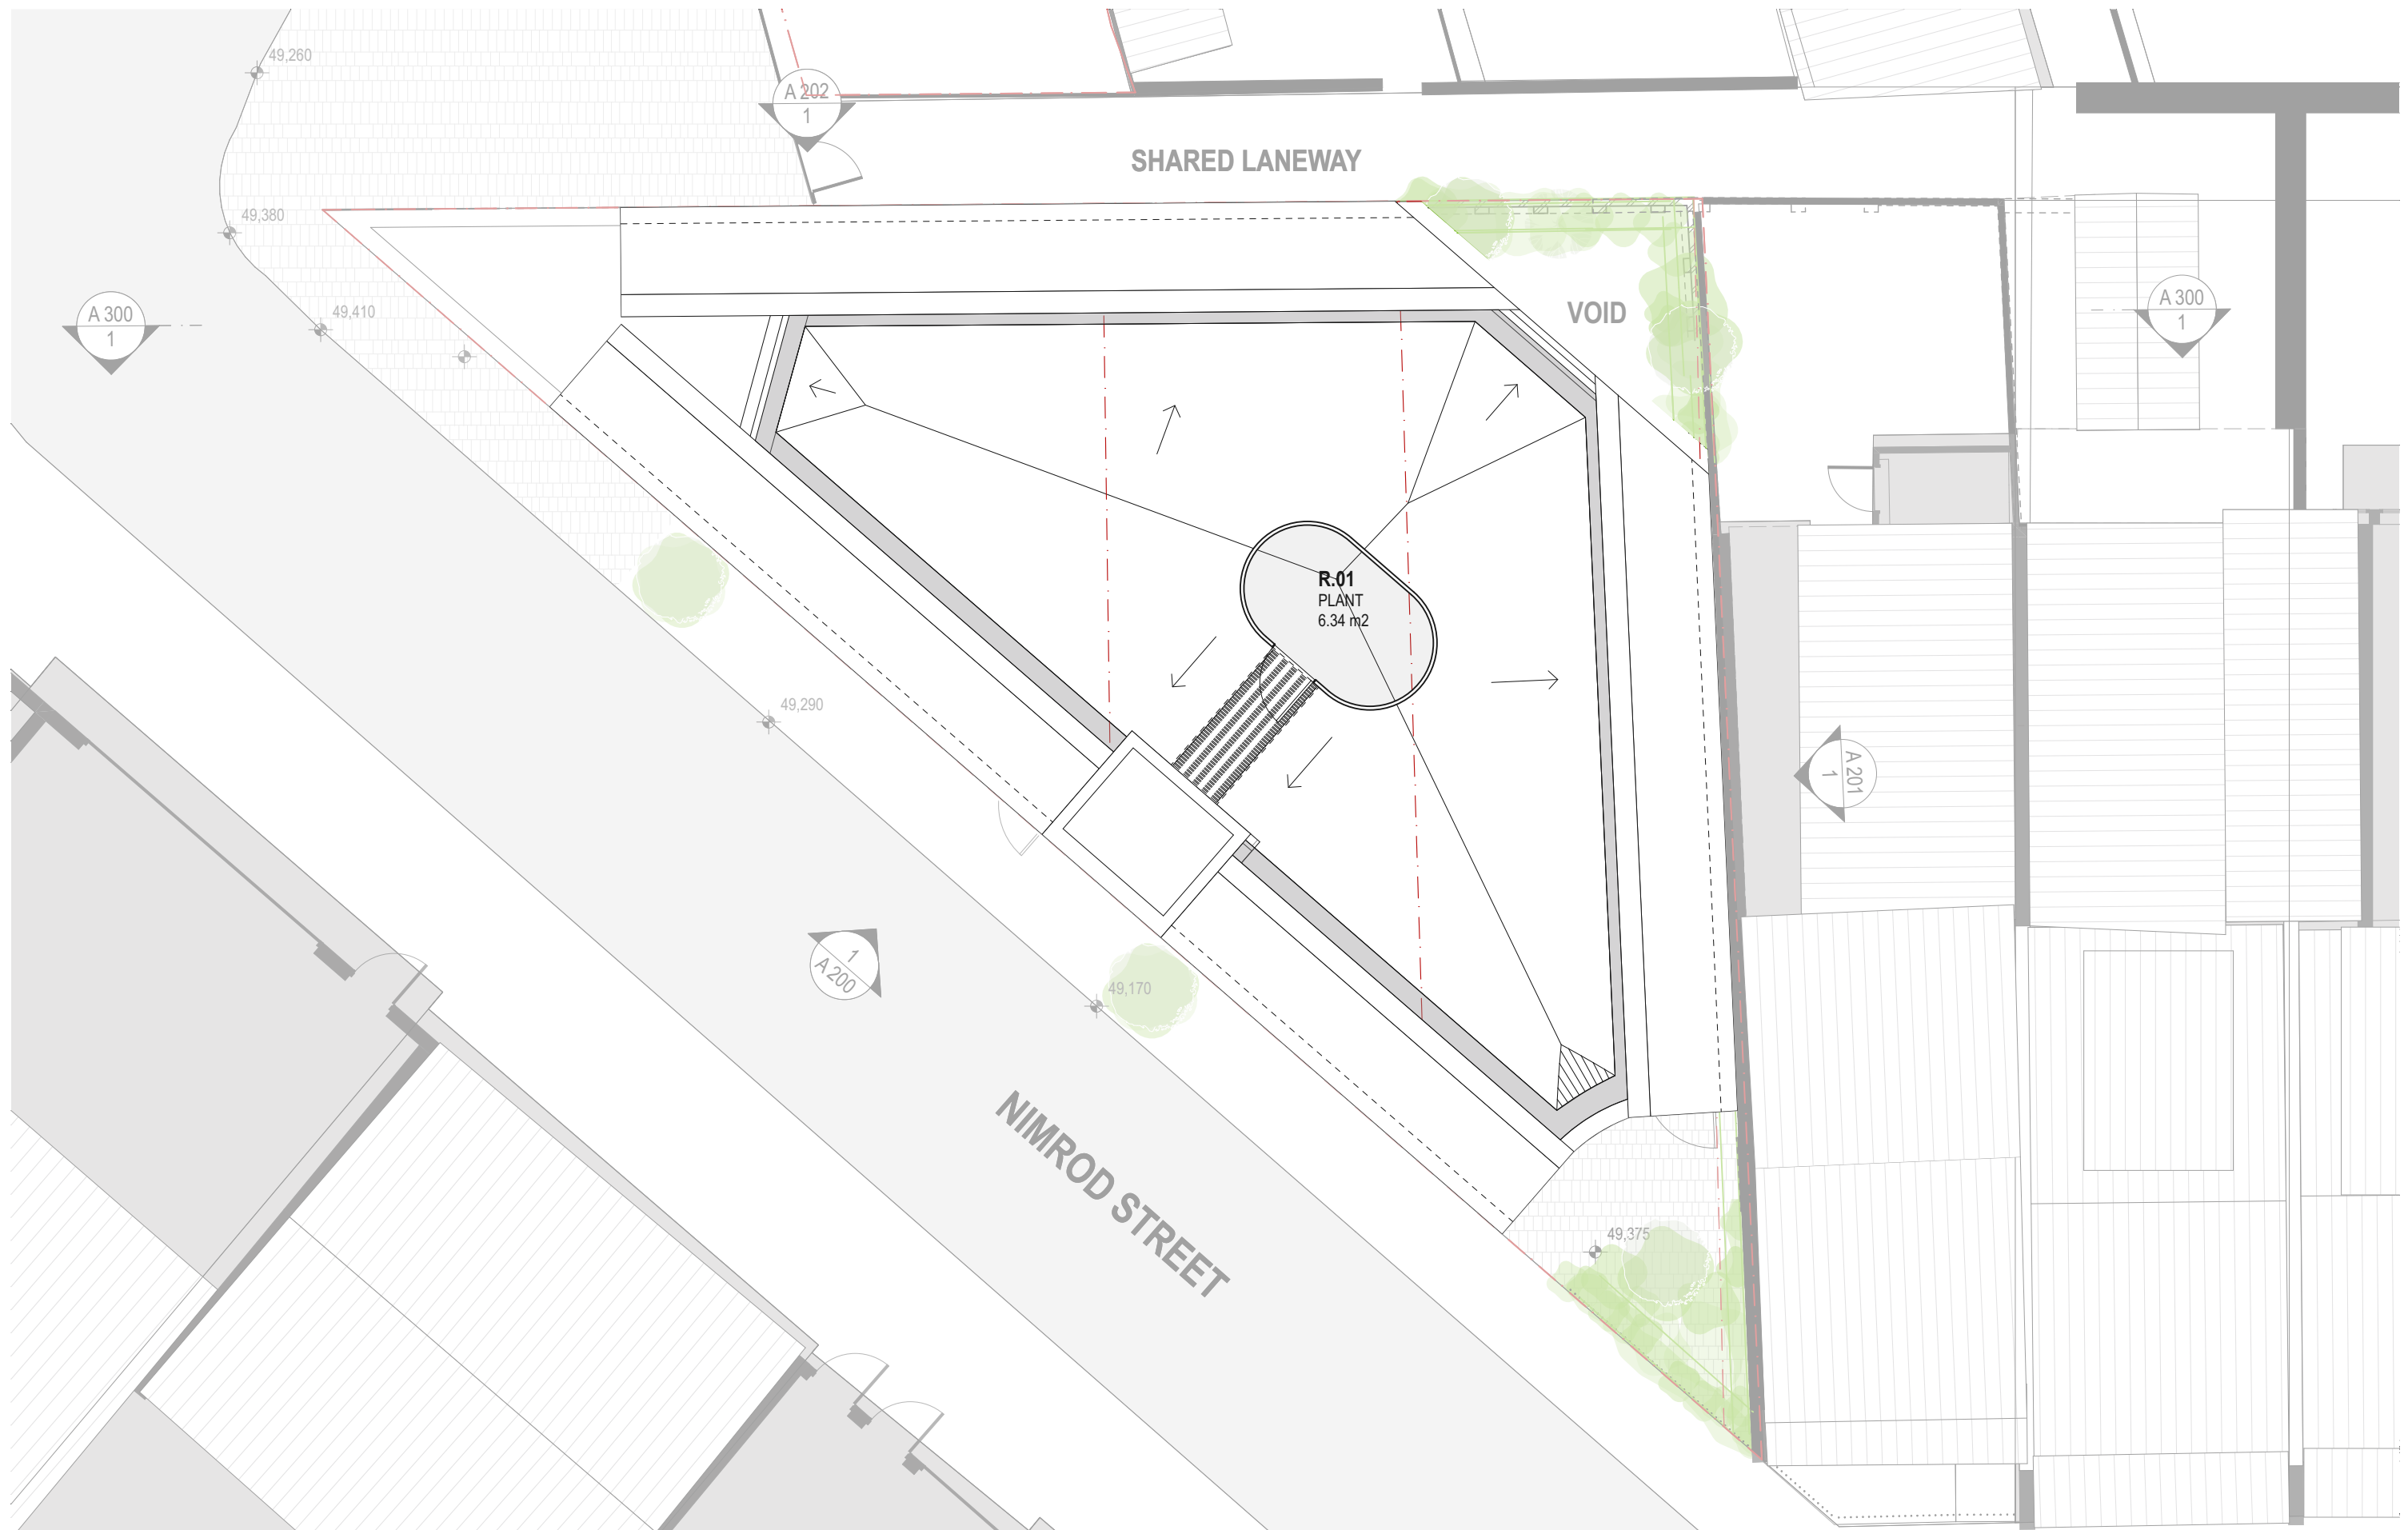 49,260
A 202
1
SHARED LANEWAY
49,380
A 300
1
49,410
VOID
A 300
1
R.01
PLANT
6.34 m2
49,290
A 201
1
1
A 200
49,170
NIMROD STREET
49,375